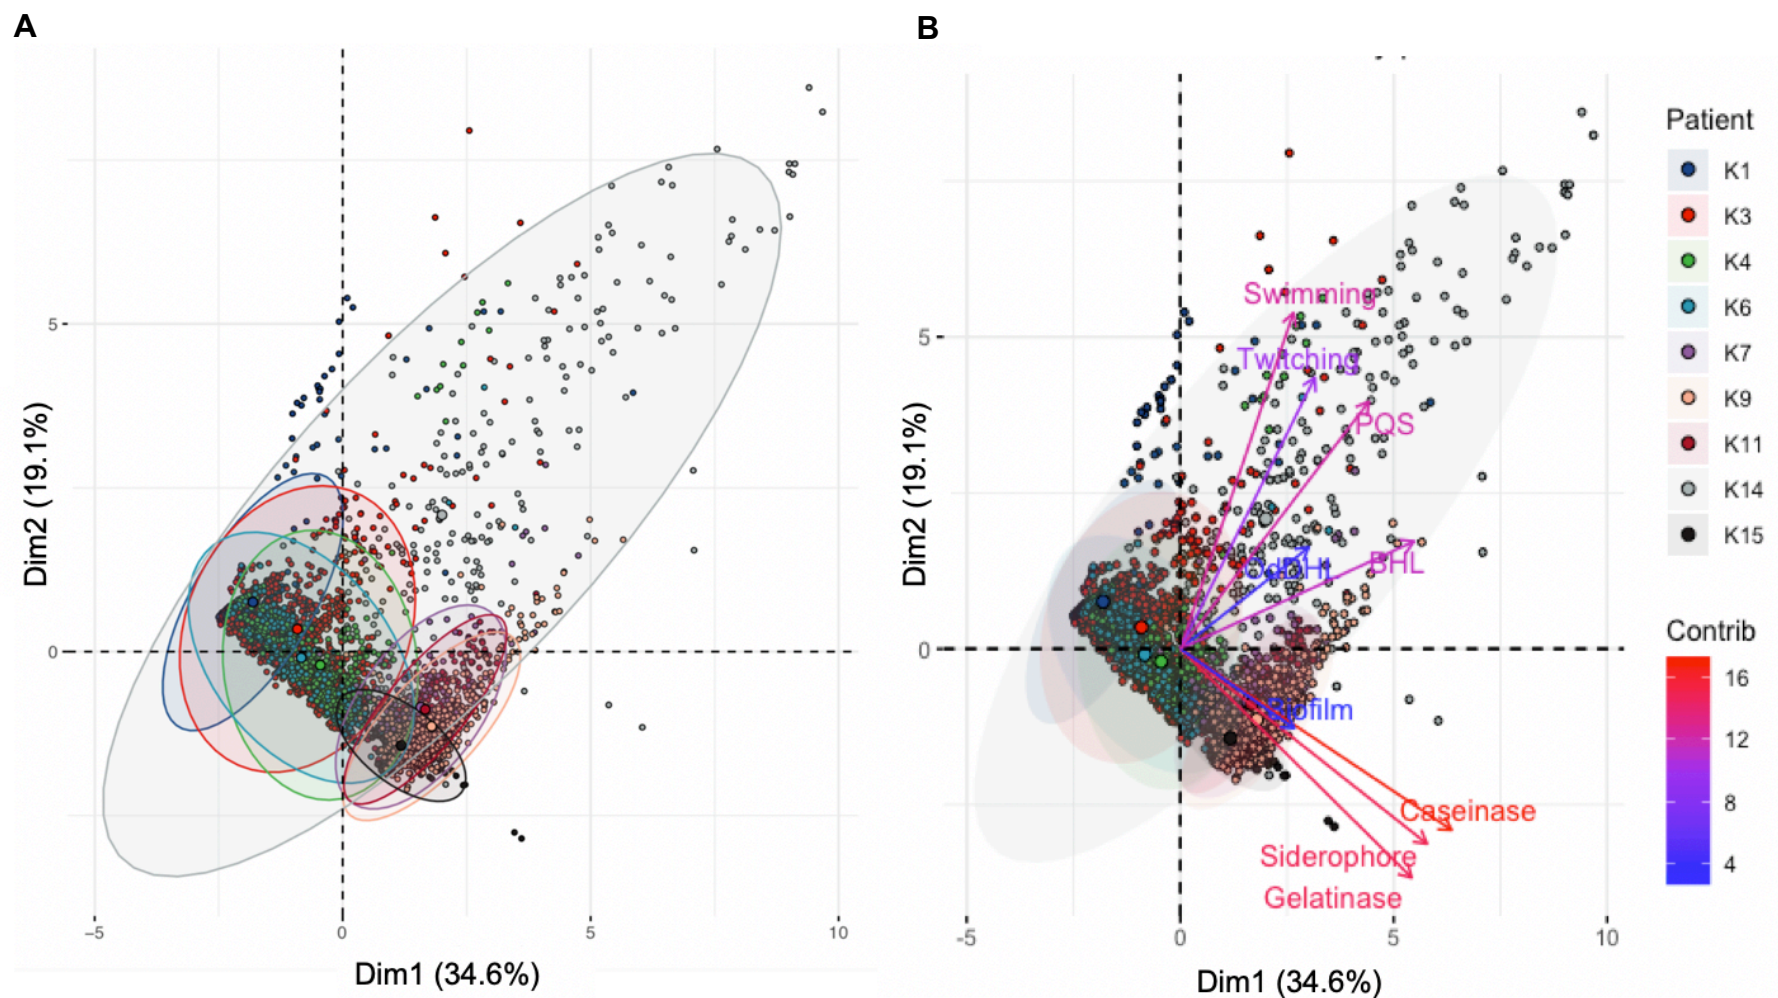 A
B
Dim2 (19.1%)
5
0
−5
0
5
10
Dim1 (34.6%)
Dim2 (19.1%)
5
0
-5
0
5
10
Dim1 (34.6%)
Swimming
Twitching
PQS
OdDHL
BHL
Biofilm
Caseinase
Siderophore
Gelatinase
Patient
K1
K3
K4
K6
K7
K9
K11
K14
K15
Contrib
16
12
8
4